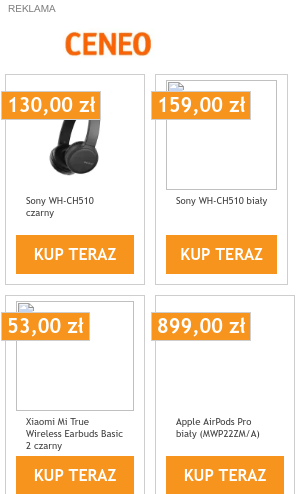 REKLAMA
CENEO
130,00 zł
159,00 zł
Sony WH-CH510
czarny
Sony WH-CH510 biały
KUP TERAZ
KUP TERAZ
53,00 zł
899,00 zł
Xiaomi Mi True
Wireless Earbuds Basic
2 czarny
Apple AirPods Pro
biały (MWP22ZM/A)
KUP TERAZ
KUP TERAZ